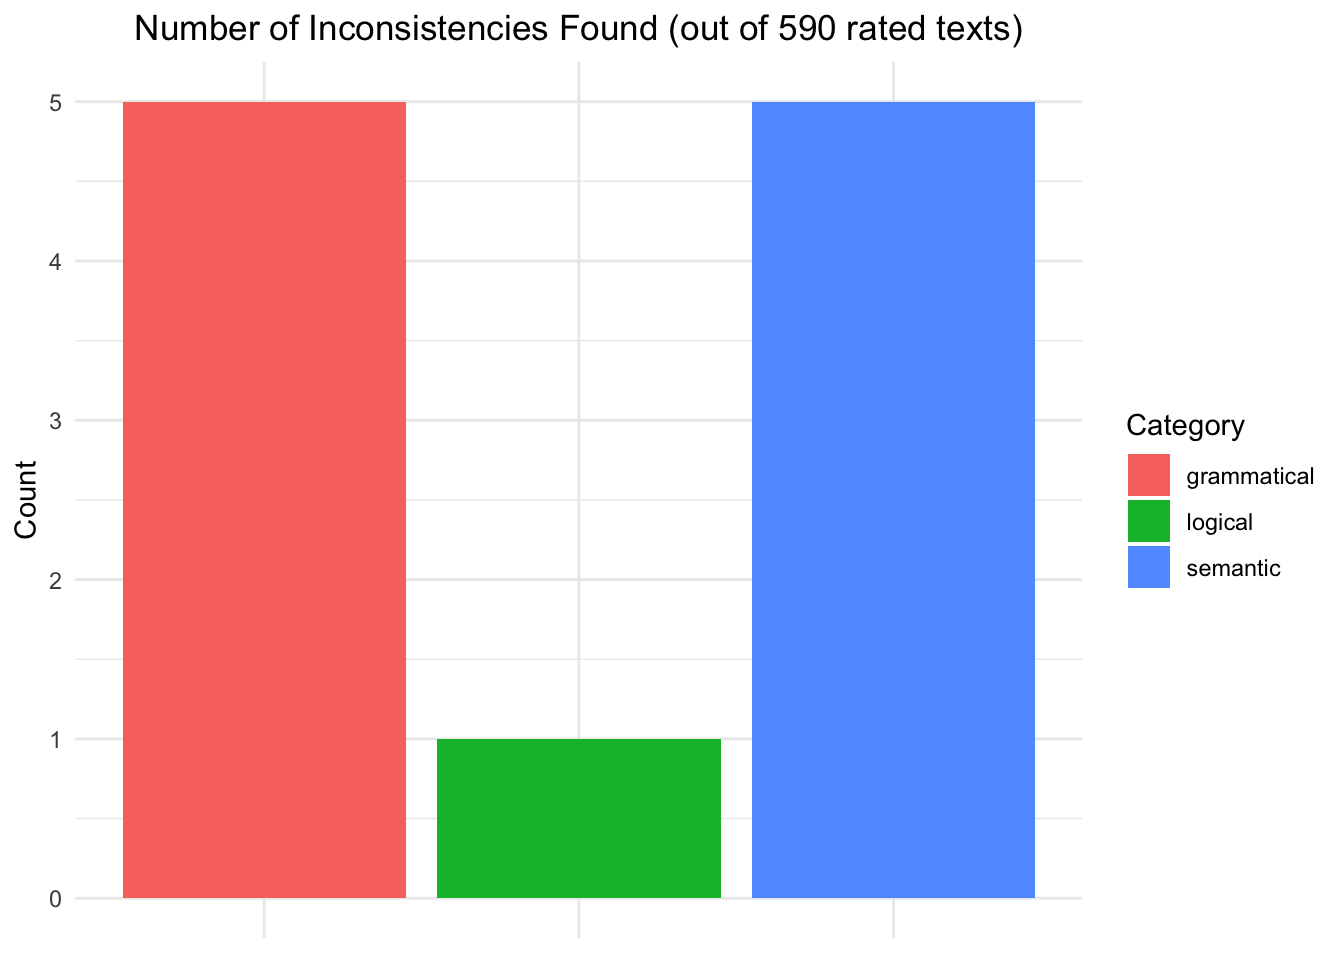 Number of Inconsistencies Found (out of 590 rated texts)
5
4
3
2
1
0
Count
Category
grammatical
logical
semantic